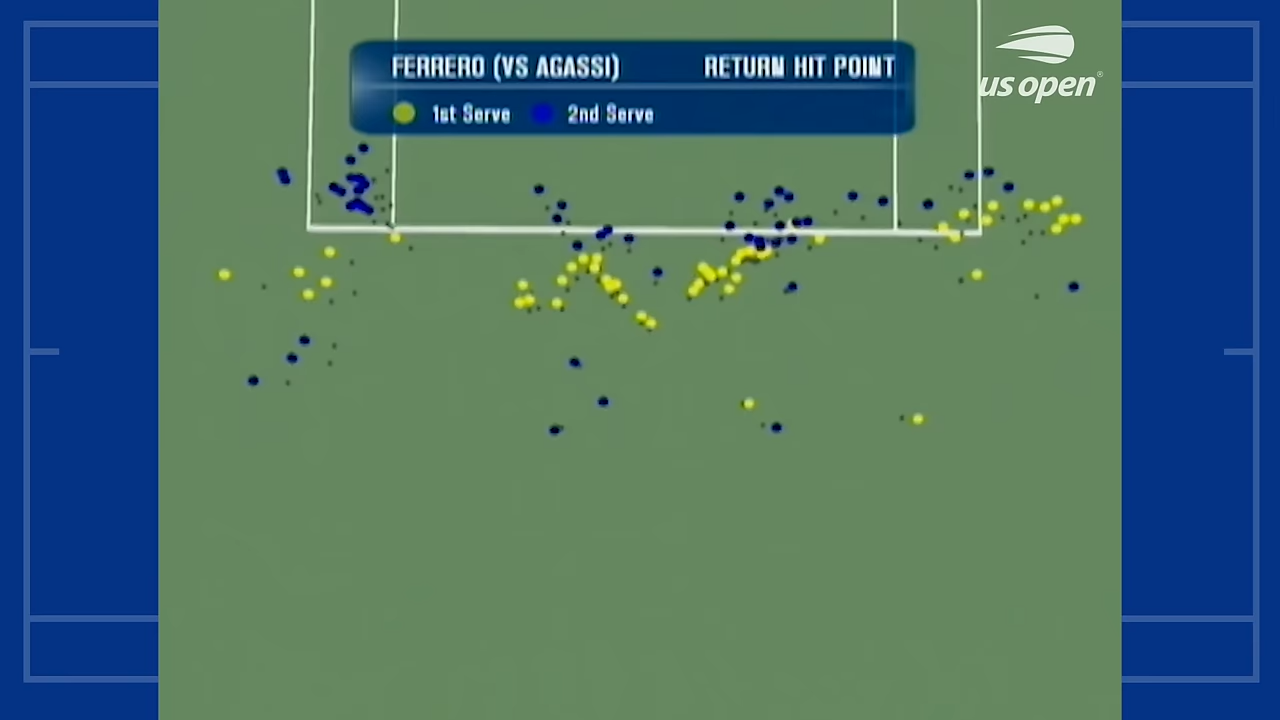 FERRERO (VS AGASSI) RETURN HIT POINT
1st Serve 2nd Serve
us open